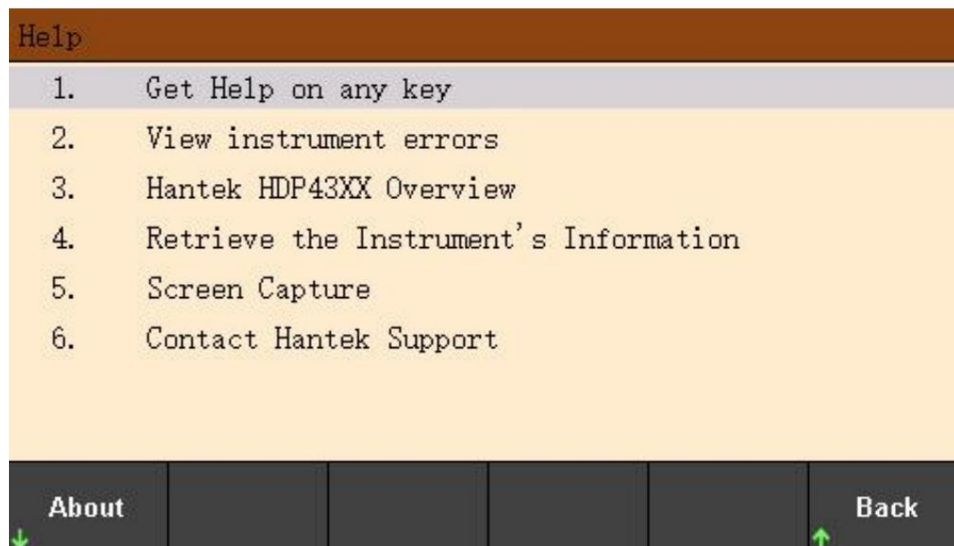 Help
1. Get Help on any key
2. View instrument errors
3. Hantek HDP43XX Overview
4. Retrieve the Instrument's Information
5. Screen Capture
6. Contact Hantek Support
About Back